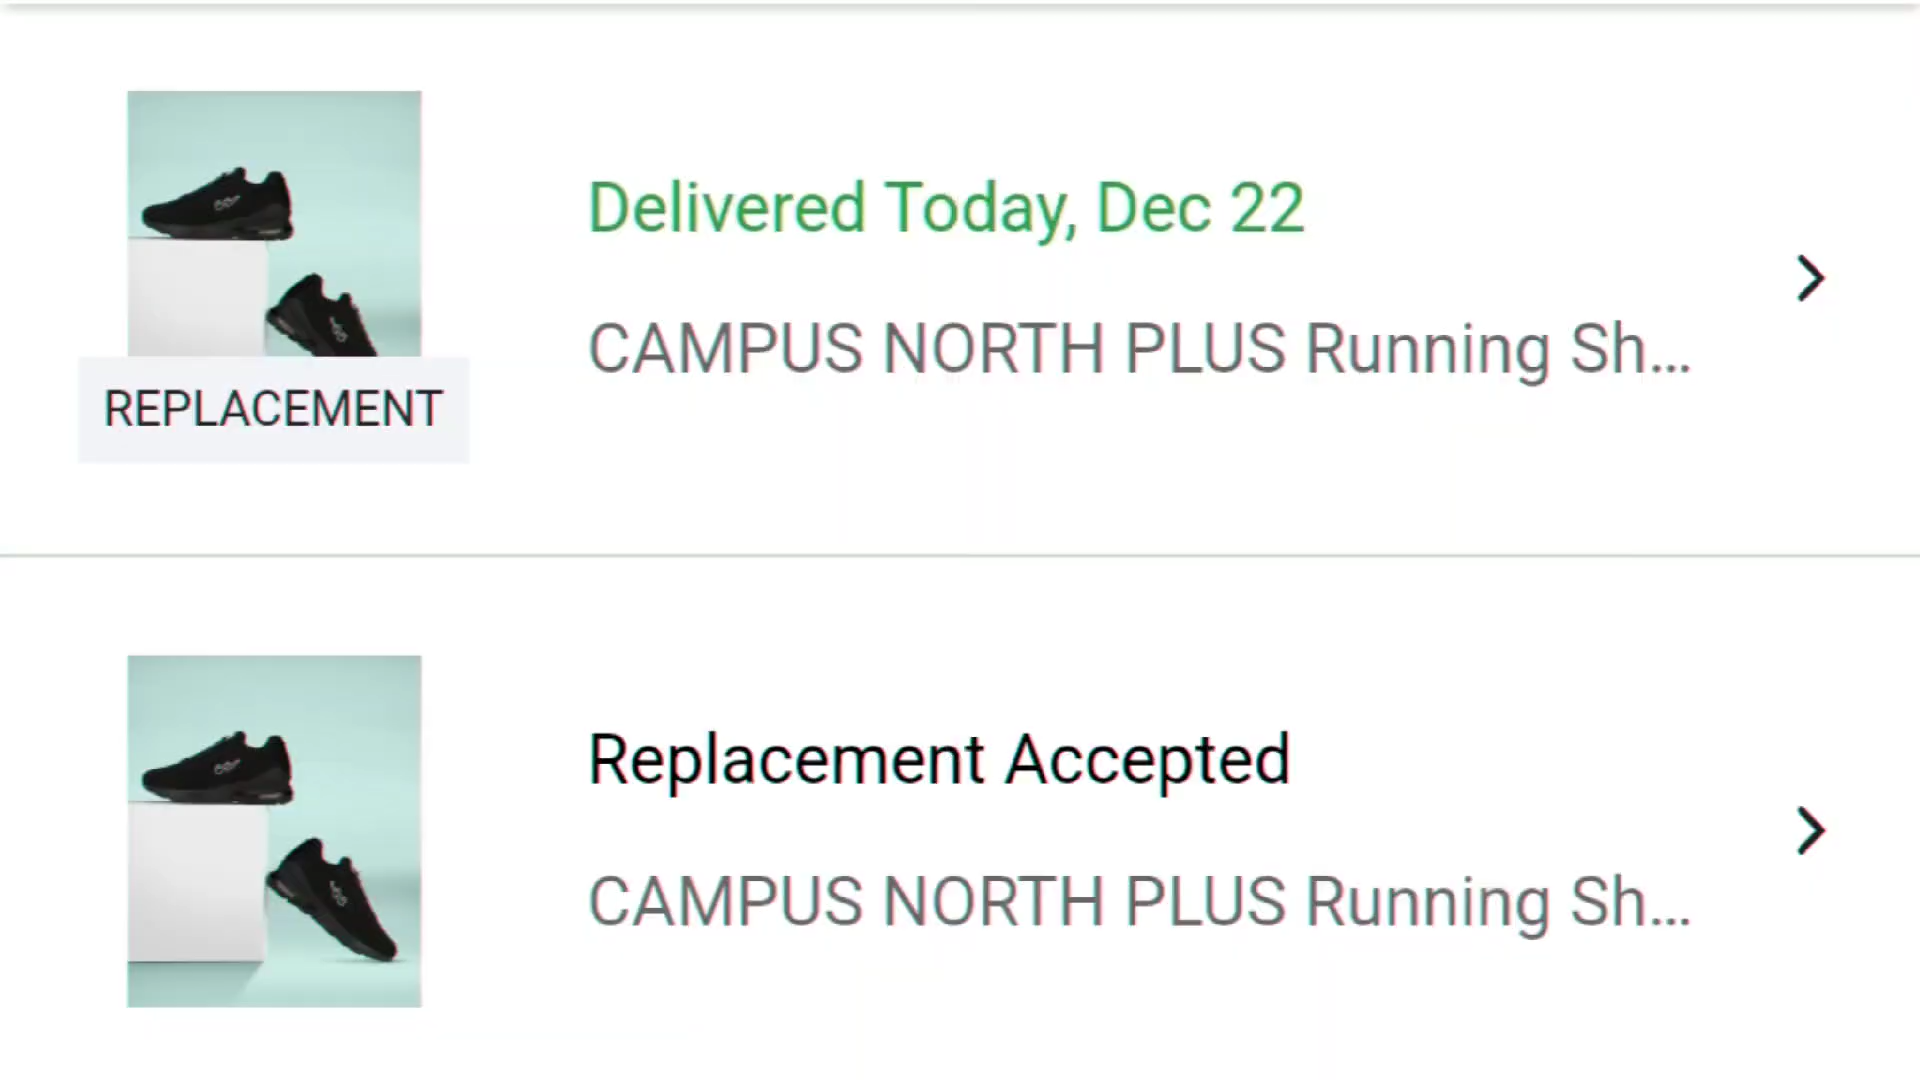 Delivered Today, Dec 22
CAMPUS NORTH PLUS Running Sh...
REPLACEMENT
Replacement Accepted
CAMPUS NORTH PLUS Running Sh...